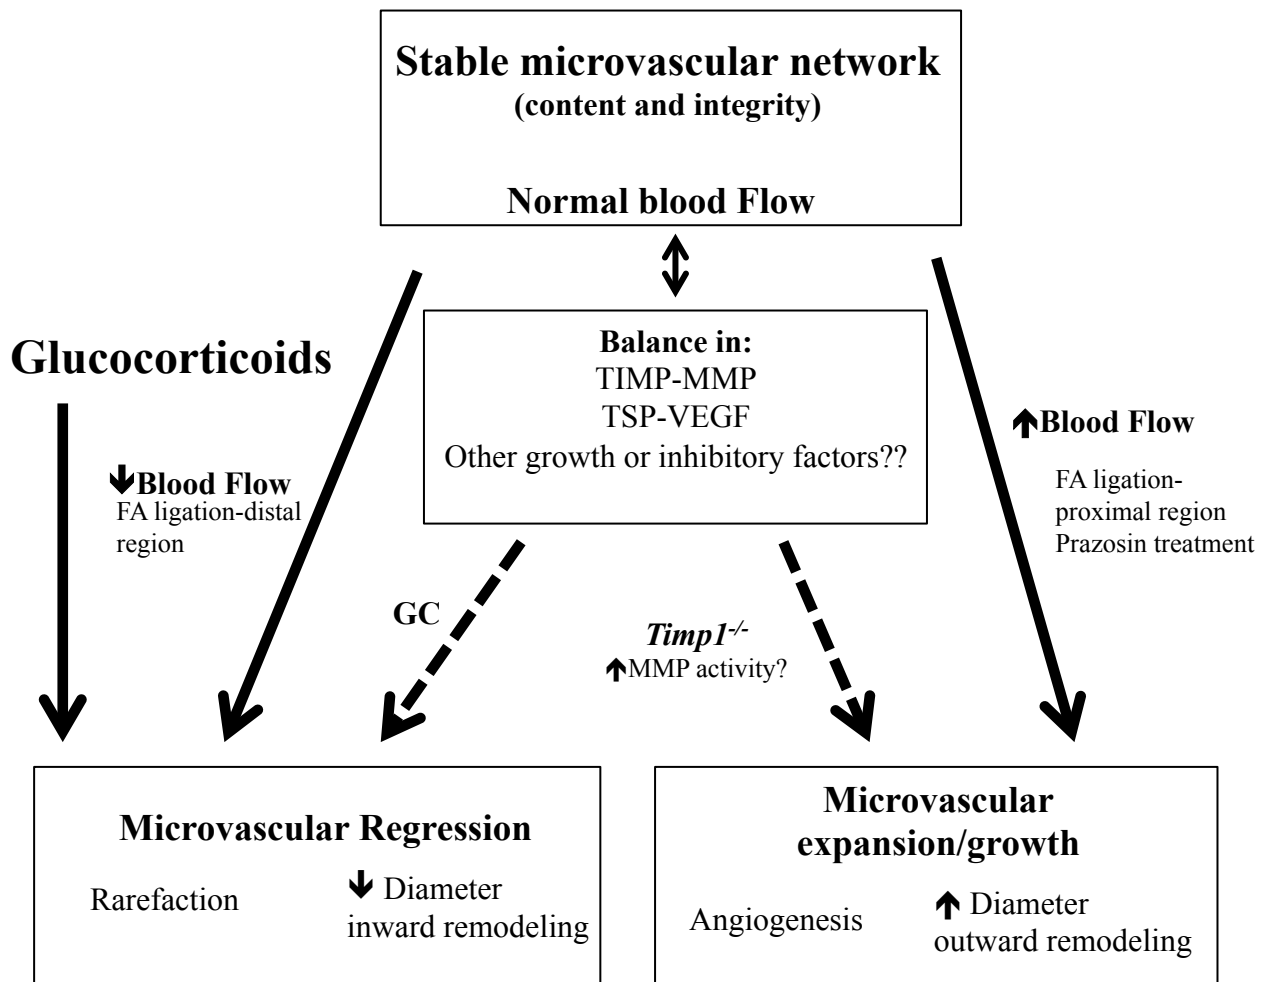 Stable microvascular network
(content and integrity)
Normal blood Flow
Glucocorticoids
Balance in:
TIMP-MMP
TSP-VEGF
Other growth or inhibitory factors??
↓Blood Flow
FA ligation-distal
region
↑Blood Flow
FA ligation-
proximal region
Prazosin treatment
GC
Timp1-/-
↑MMP activity?
Microvascular Regression
Rarefaction
↓ Diameter
inward remodeling
Microvascular
expansion/growth
Angiogenesis
↑ Diameter
outward remodeling